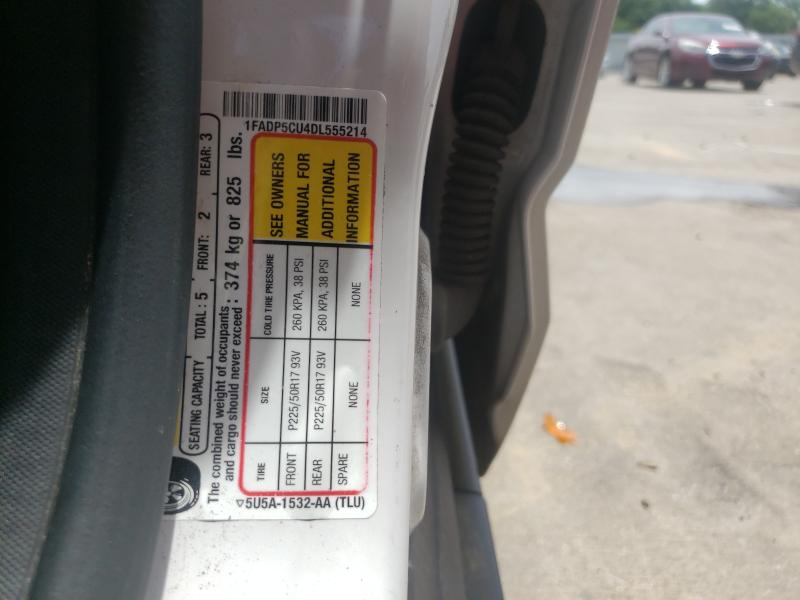 SEATING CAPACITY TOTAL : 5 FRONT: 2 REAR: 3
The combined weight of occupants
and cargo should never exceed : 374 kg or 825 lbs.
TIRE SIZE COLD TIRE PRESSURE SEE OWNERS
FRONT P225/50R17 93V 260 KPA, 38 PSI MANUAL FOR
REAR P225/50R17 93V 260 KPA, 38 PSI ADDITIONAL
SPARE NONE NONE INFORMATION
5U5A-1532-AA (TLU) 1FADP5CU4DL555214